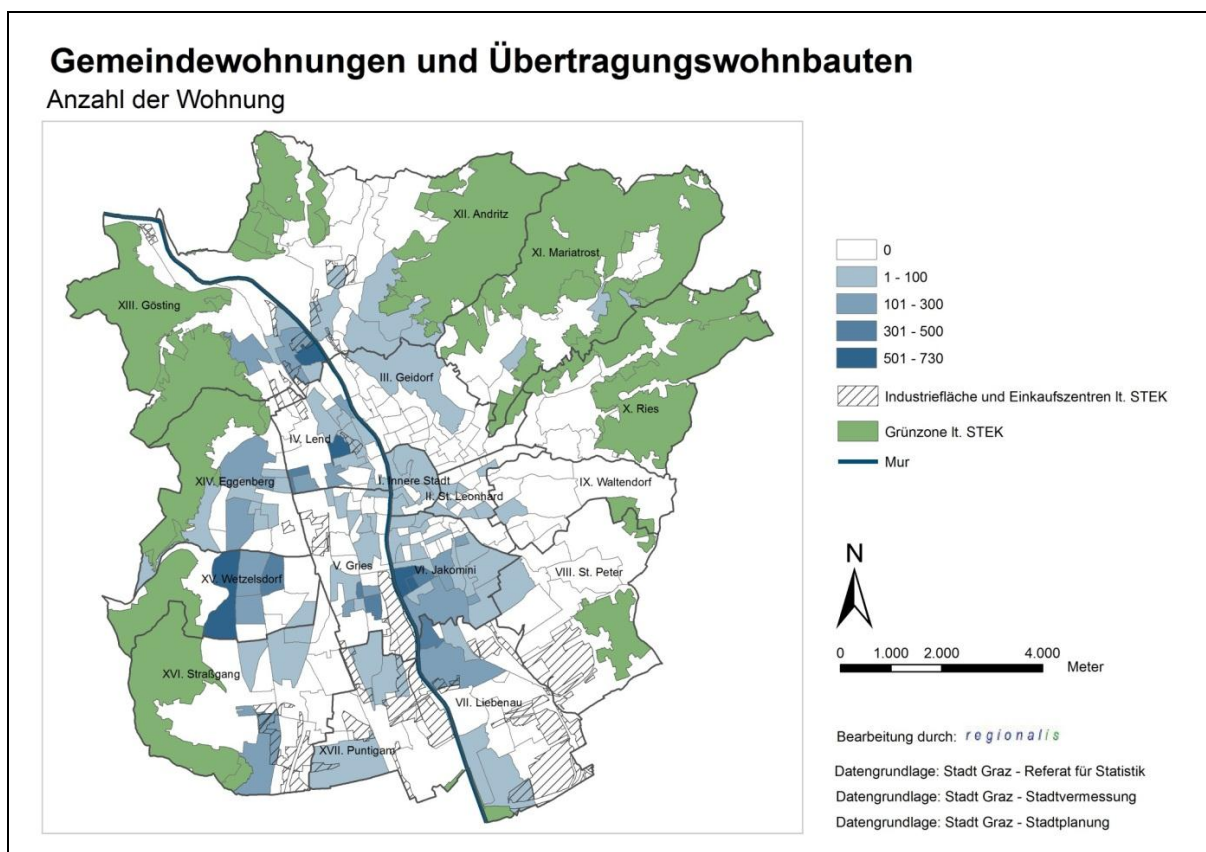 Gemeindewohnungen und Übertragungswohnbauten
Anzahl der Wohnung
XII. Andritz
XI. Mariatrost
XIII. Gösting
III. Geidorf
X. Ries
IV. Lend
XIV. Eggenberg
I. Innere Stadt
II. St. Leonhard
IX. Waltendorf
V. Gries
VI. Jakomini
VIII. St. Peter
XV. Wetzelsdorf
XVI. Straßgang
VII. Liebenau
XVII. Puntigam
0
1 - 100
101 - 300
301 - 500
501 - 730
Industriefläche und Einkaufszentren lt. STEK
Grünzone lt. STEK
Mur
N
0 1.000 2.000 4.000
Meter
Bearbeitung durch: regionalis
Datengrundlage: Stadt Graz - Referat für Statistik
Datengrundlage: Stadt Graz - Stadtvermessung
Datengrundlage: Stadt Graz - Stadtplanung